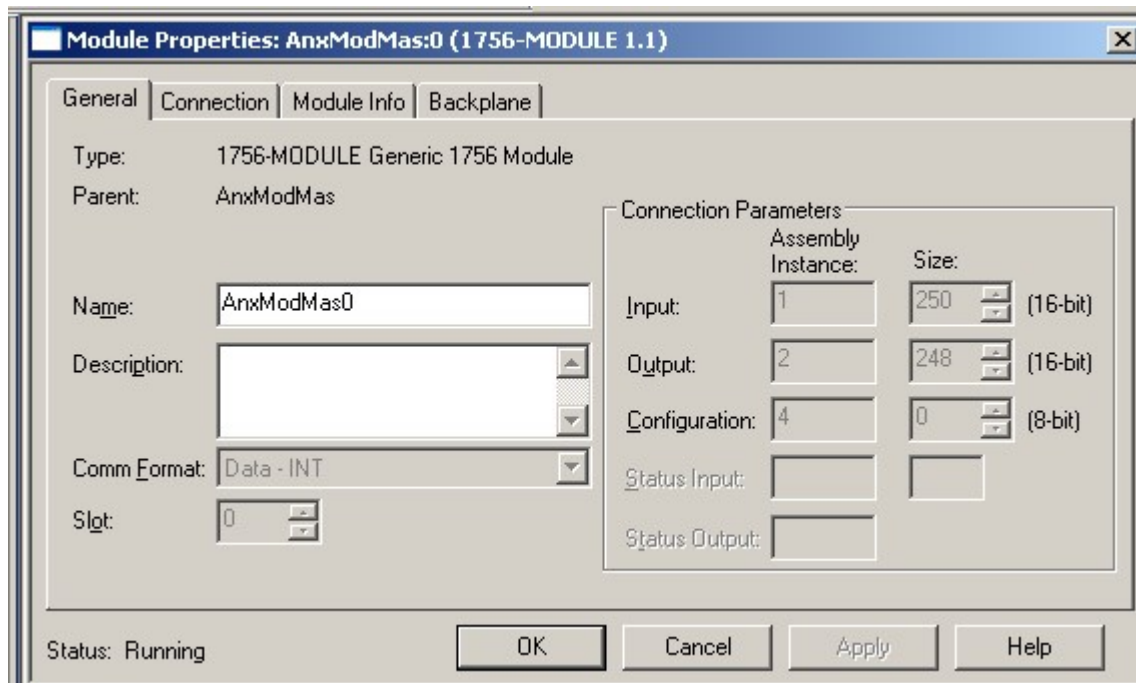 Module Properties: AnxModMas:0 (1756-MODULE 1.1)
General Connection Module Info Backplane
Type: 1756-MODULE Generic 1756 Module
Parent: AnxModMas
Connection Parameters
Assembly Instance: Size:
Name: AnxModMas0
Input: 1 250 (16-bit)
Description:
Output: 2 248 (16-bit)
Configuration: 4 0 (8-bit)
Comm Format: Data - INT
Status Input:
Slot: 0
Status Output:
Status: Running
OK Cancel Apply Help